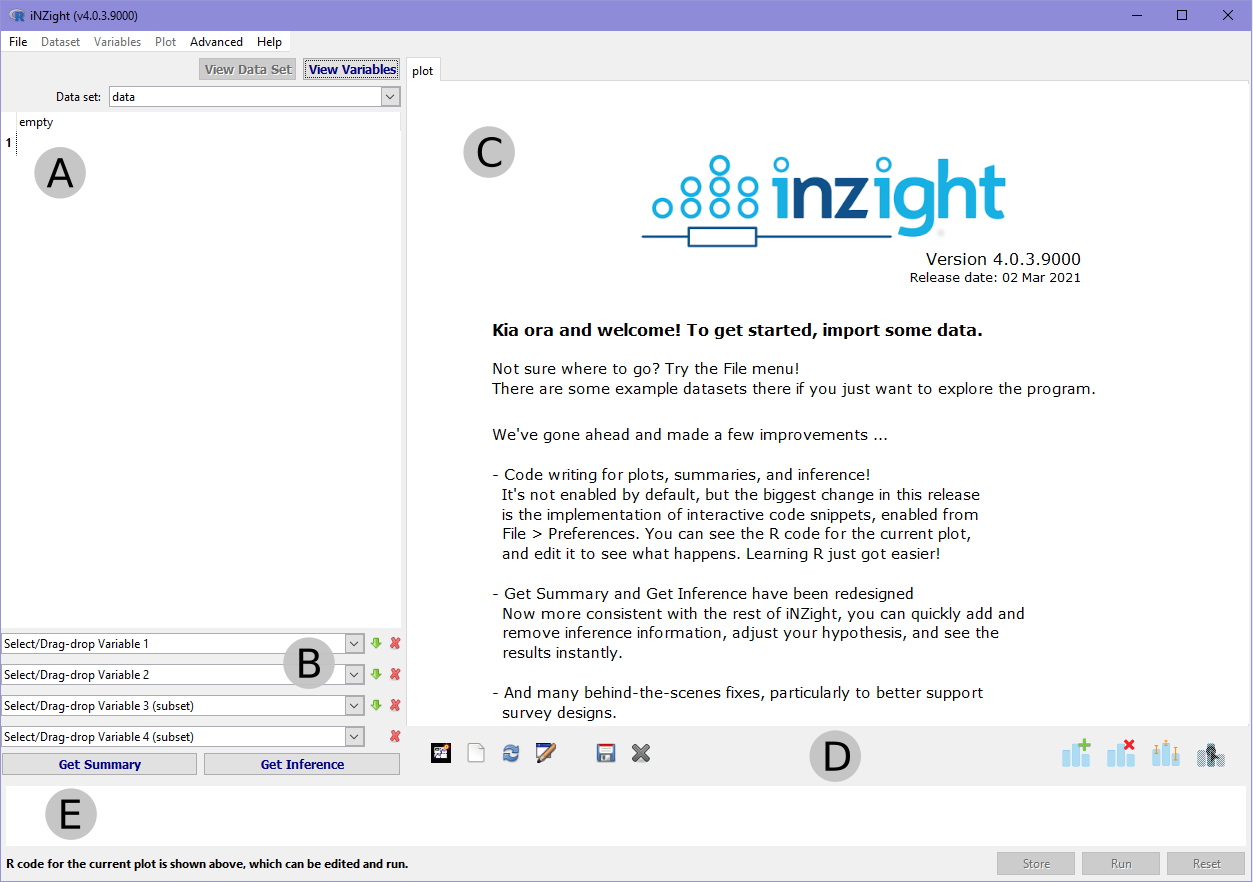 iNZight (v4.0.3.9000)
File Dataset Variables Plot Advanced Help
View Data Set View Variables
Data set: data
empty
1
A
Select/Drag-drop Variable 1
Select/Drag-drop Variable 2
Select/Drag-drop Variable 3 (subset)
Select/Drag-drop Variable 4 (subset)
B
Get Summary Get Inference
plot
C
inzight
Version 4.0.3.9000
Release date: 02 Mar 2021
Kia ora and welcome! To get started, import some data.
Not sure where to go? Try the File menu!
There are some example datasets there if you just want to explore the program.
We've gone ahead and made a few improvements ...
- Code writing for plots, summaries, and inference!
It's not enabled by default, but the biggest change in this release
is the implementation of interactive code snippets, enabled from
File > Preferences. You can see the R code for the current plot,
and edit it to see what happens. Learning R just got easier!
- Get Summary and Get Inference have been redesigned
Now more consistent with the rest of iNZight, you can quickly add and
remove inference information, adjust your hypothesis, and see the
results instantly.
- And many behind-the-scenes fixes, particularly to better support
survey designs.
D
E
R code for the current plot is shown above, which can be edited and run.
Store Run Reset